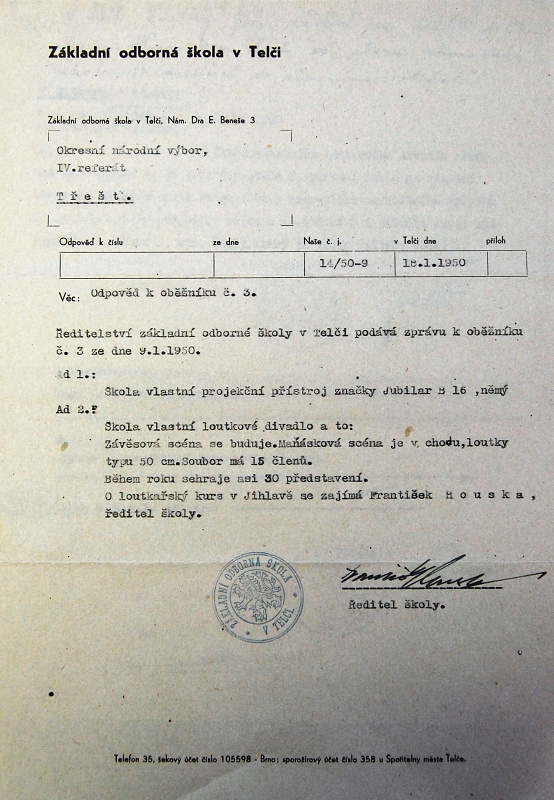 Základní odborná škola v Telči
Základní odborná škola v Telči, Nám. Dra E. Beneše 3
Okresní národní výbor,
IV.referát
T ř e š ť.
Odpověď k číslu ze dne Naše č. j. v Telči dne příloh
14/50-9 18.1.1950
Věc: Odpověď k oběžníku č. 3.
Ředitelství základní odborné školy v Telči podává zprávu k oběžníku
č. 3 ze dne 9.1.1950.
Ad 1.:
Škola vlastní projekční přístroj značky Jubilar B 16 ,němý
Ad 2.:
Škola vlastní loutkové divadlo a to:
Závěsová scéna se buduje.Maňásková scéna je v chodu,loutky
typu 50 cm.Soubor má 15 členů.
Během roku sehraje asi 30 představení.
O loutkařský kurs v Jihlavě se zajímá František H o u s k a ,
ředitel školy.
ZÁKLADNÍ ODBORNÁ ŠKOLA
V TELČI
Ředitel školy.
Telefon 35, šekový účet číslo 105598 - Brno; sporožirový účet číslo 358 u Spořitelny města Telče.